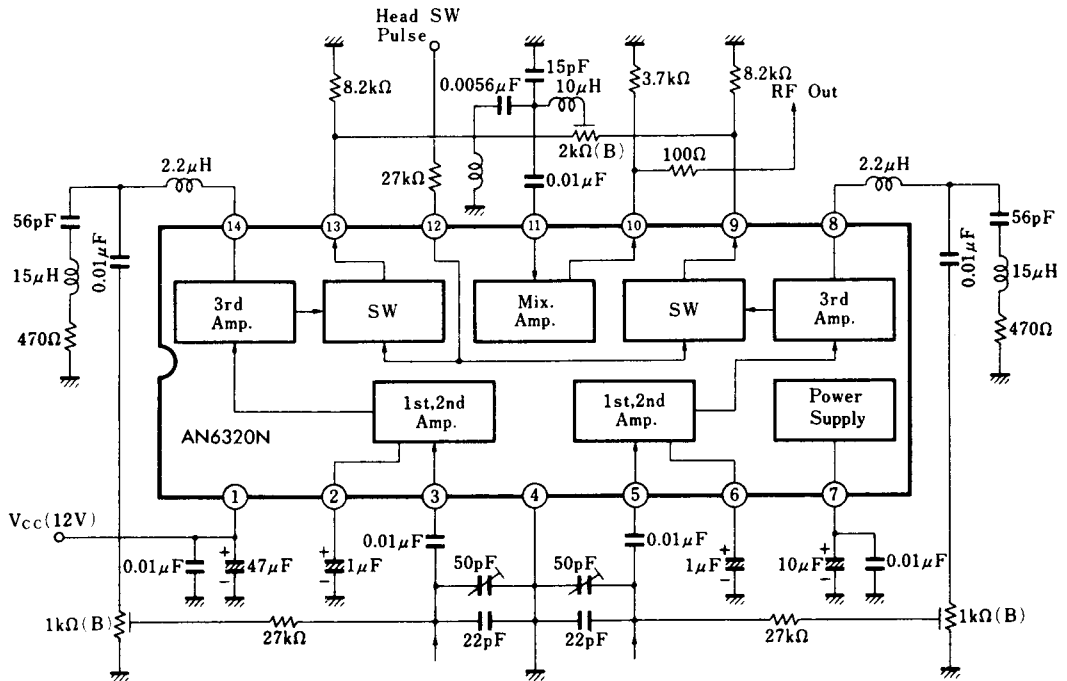 Head SW
Pulse
8.2kΩ
0.0056μF
15pF
10μH
3.7kΩ
8.2kΩ
RF Out
2kΩ(B)
100Ω
2.2μH
27kΩ
0.01μF
2.2μH
56pF
0.01μF
15μH
470Ω
56pF
0.01μF
15μH
470Ω
14
13
12
11
10
9
8
3rd
Amp.
SW
Mix.
Amp.
SW
3rd
Amp.
1st,2nd
Amp.
1st,2nd
Amp.
Power
Supply
AN6320N
1
2
3
4
5
6
7
VCC(12V)
0.01μF
+
47μF
-
+
1μF
-
0.01μF
50pF
50pF
0.01μF
1μF
+
-
10μF
+
-
0.01μF
1kΩ(B)
27kΩ
22pF
22pF
27kΩ
1kΩ(B)